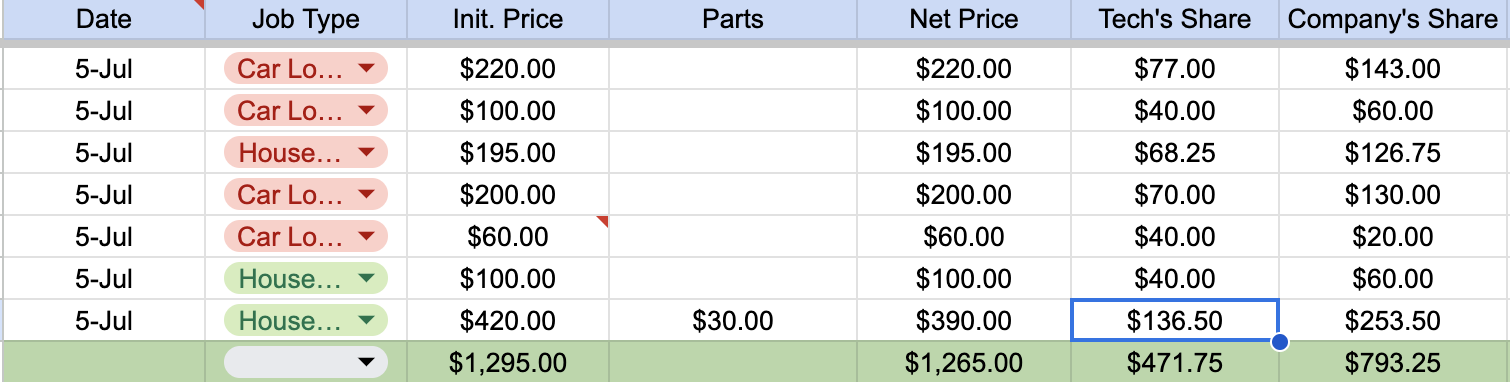 Date Job Type Init. Price Parts Net Price Tech's Share Company's Share
5-Jul Car Lo... $220.00 $220.00 $77.00 $143.00
5-Jul Car Lo... $100.00 $100.00 $40.00 $60.00
5-Jul House... $195.00 $195.00 $68.25 $126.75
5-Jul Car Lo... $200.00 $200.00 $70.00 $130.00
5-Jul Car Lo... $60.00 $60.00 $40.00 $20.00
5-Jul House... $100.00 $100.00 $40.00 $60.00
5-Jul House... $420.00 $30.00 $390.00 $136.50 $253.50
$1,295.00 $1,265.00 $471.75 $793.25